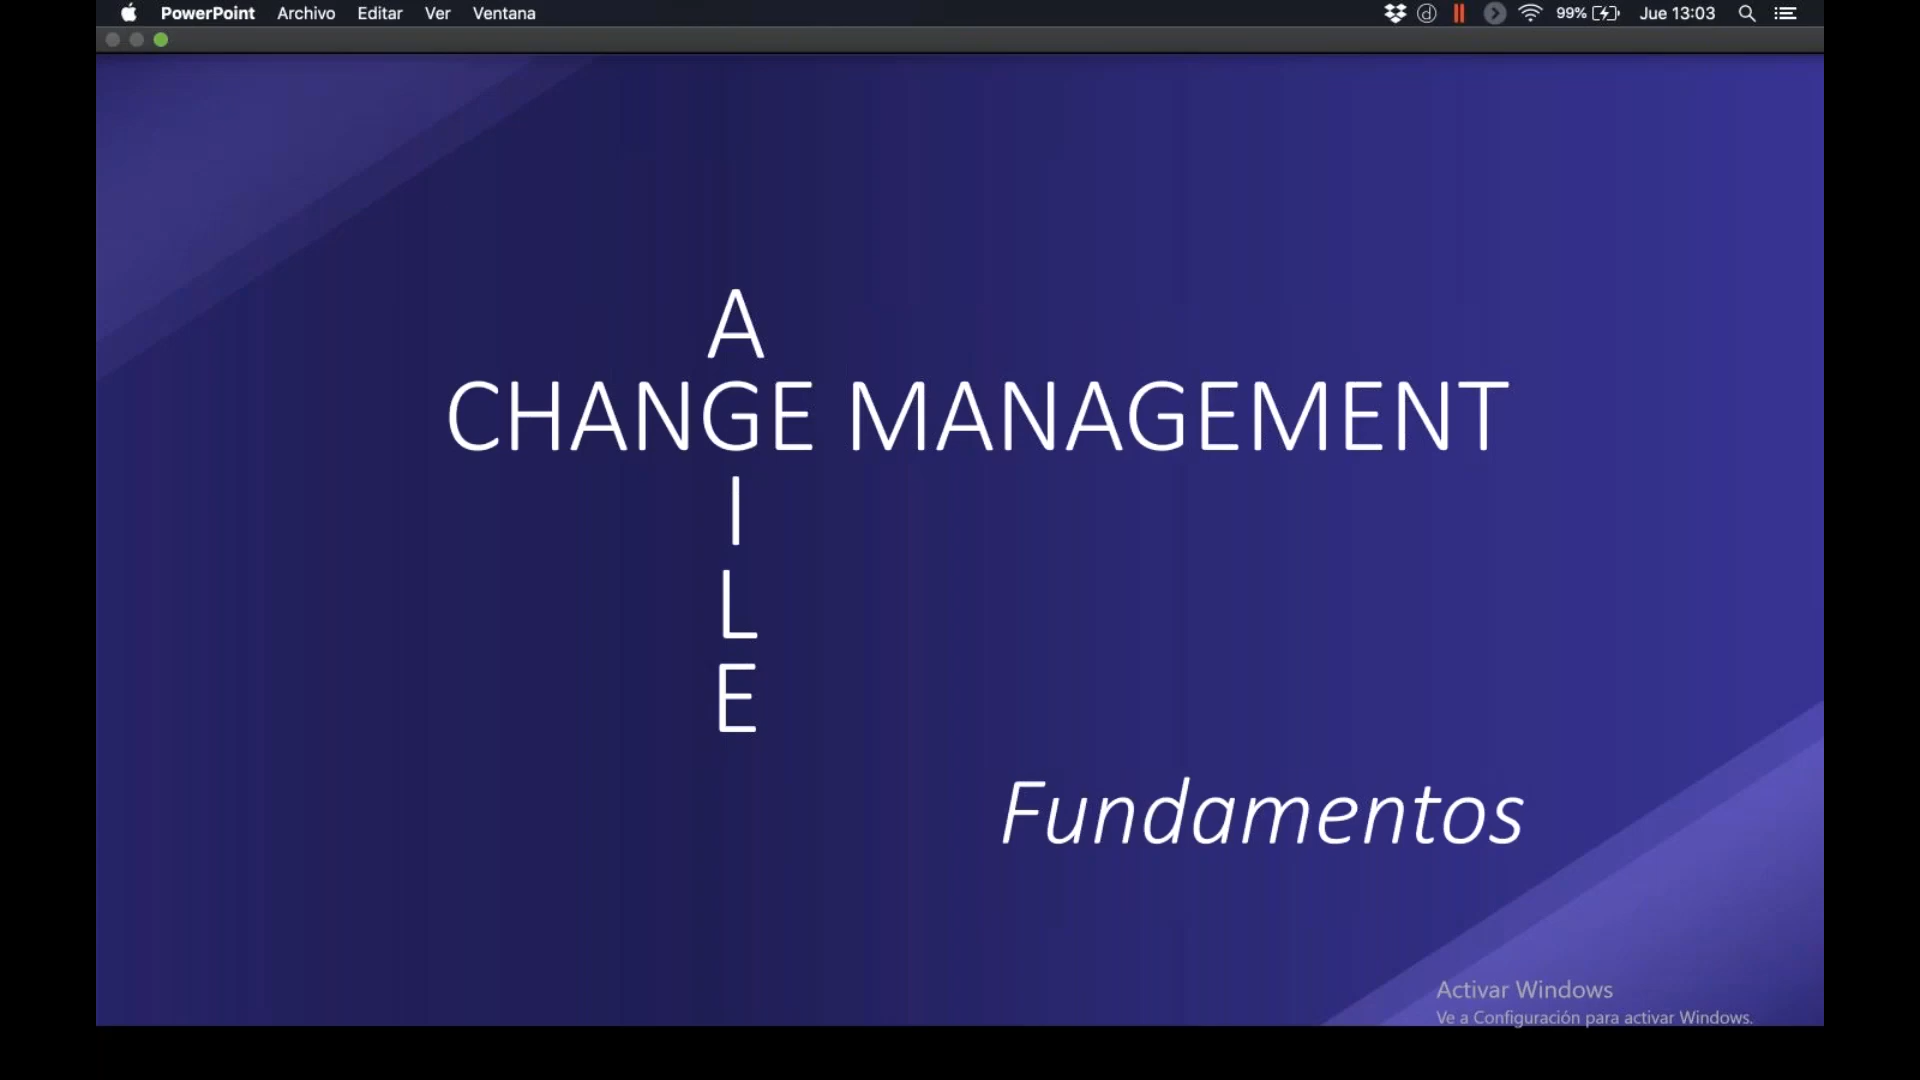 PowerPoint Archivo Editar Ver Ventana 99% Jue 13:03
A
CHANGE MANAGEMENT
I
L
E
Fundamentos
Activar Windows
Ve a Configuración para activar Windows.